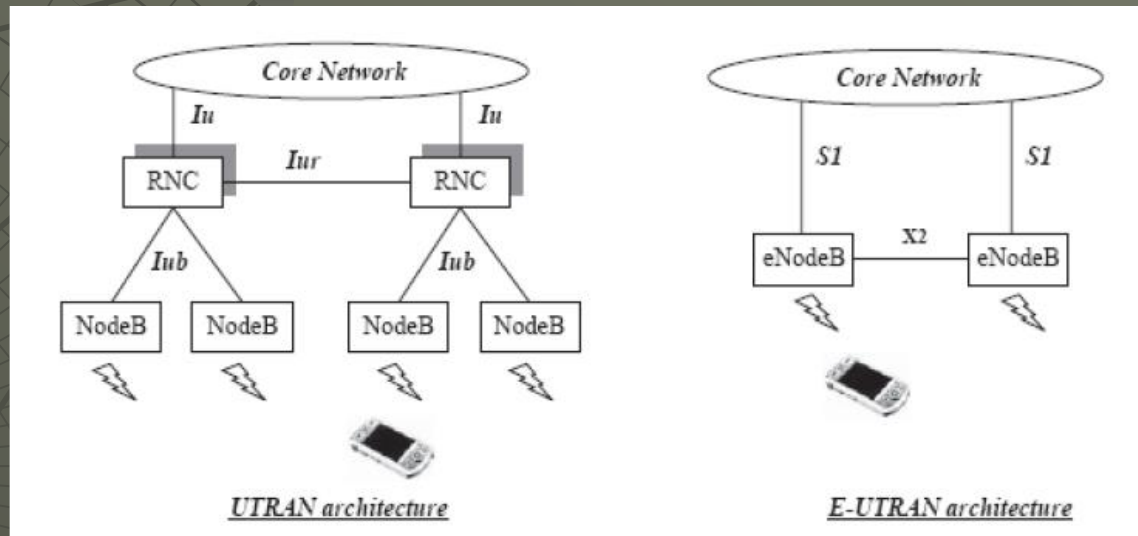 Core Network
Iu
Iu
RNC
Iur
RNC
Iub
Iub
NodeB
NodeB
NodeB
NodeB
UTRAN architecture
Core Network
S1
S1
eNodeB
X2
eNodeB
E-UTRAN architecture